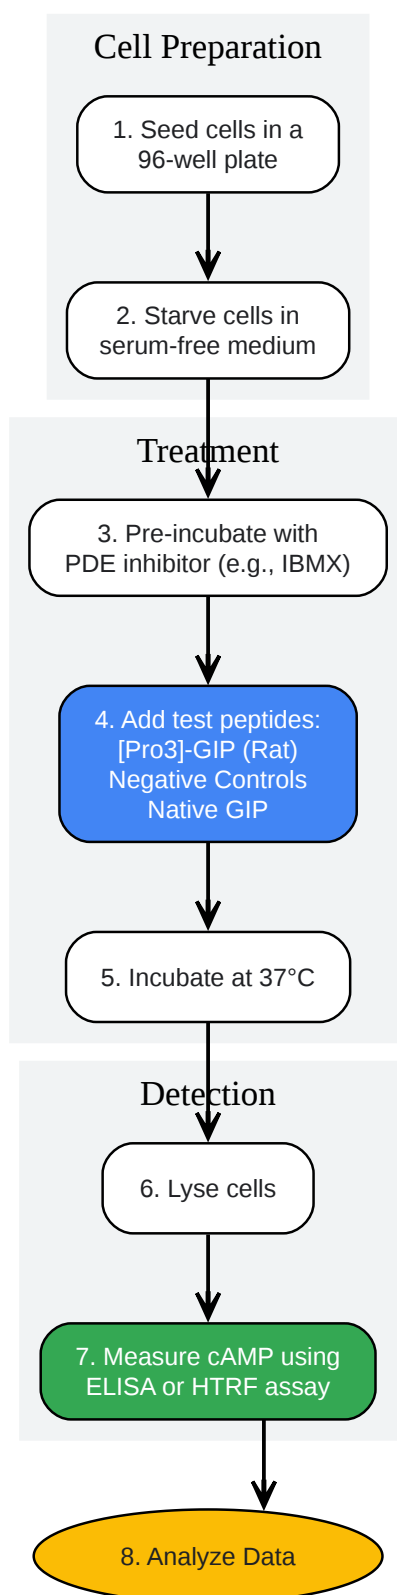 Cell Preparation
1. Seed cells in a
96-well plate
2. Starve cells in
serum-free medium
Treatment
3. Pre-incubate with
PDE inhibitor (e.g., IBMX)
4. Add test peptides:
[Pro3]-GIP (Rat)
Negative Controls
Native GIP
5. Incubate at 37°C
Detection
6. Lyse cells
7. Measure cAMP using
ELISA or HTRF assay
8. Analyze Data